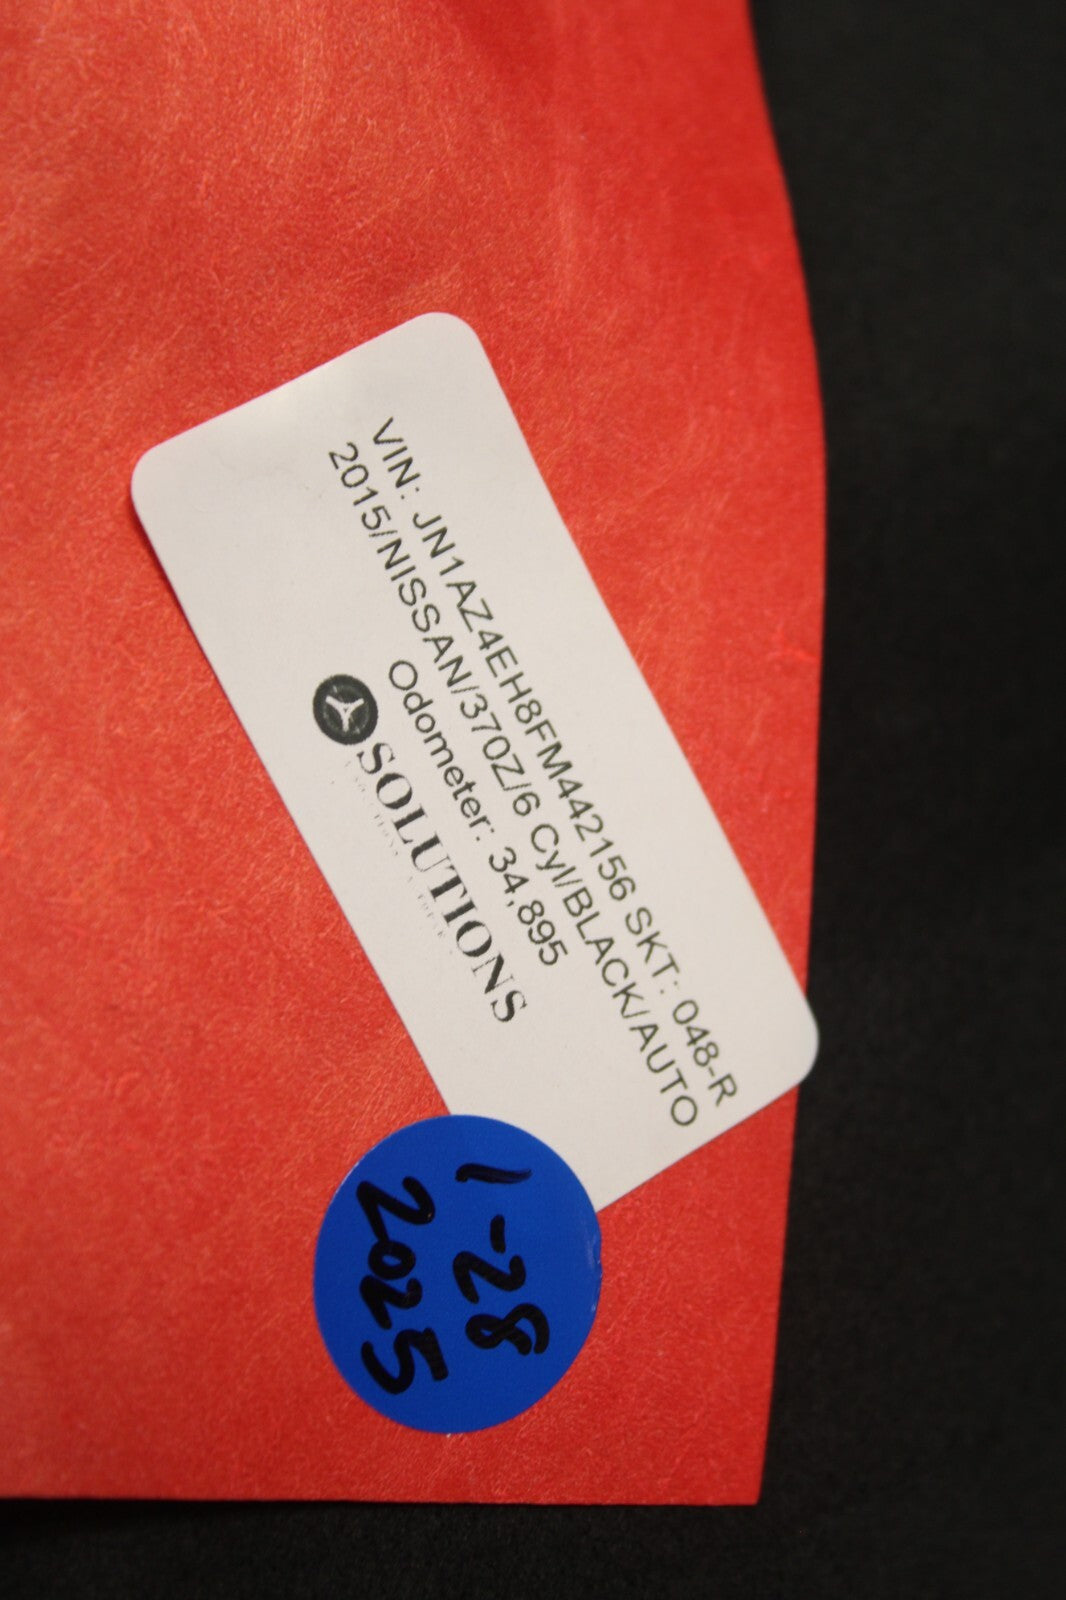 VIN: JN1AZ4EH8FM442156 SKT: 048-R
2015/NISSAN/370Z/6 Cyl/BLACK/AUTO
Odometer: 34,895
SOLUTIONS
1-28
2025